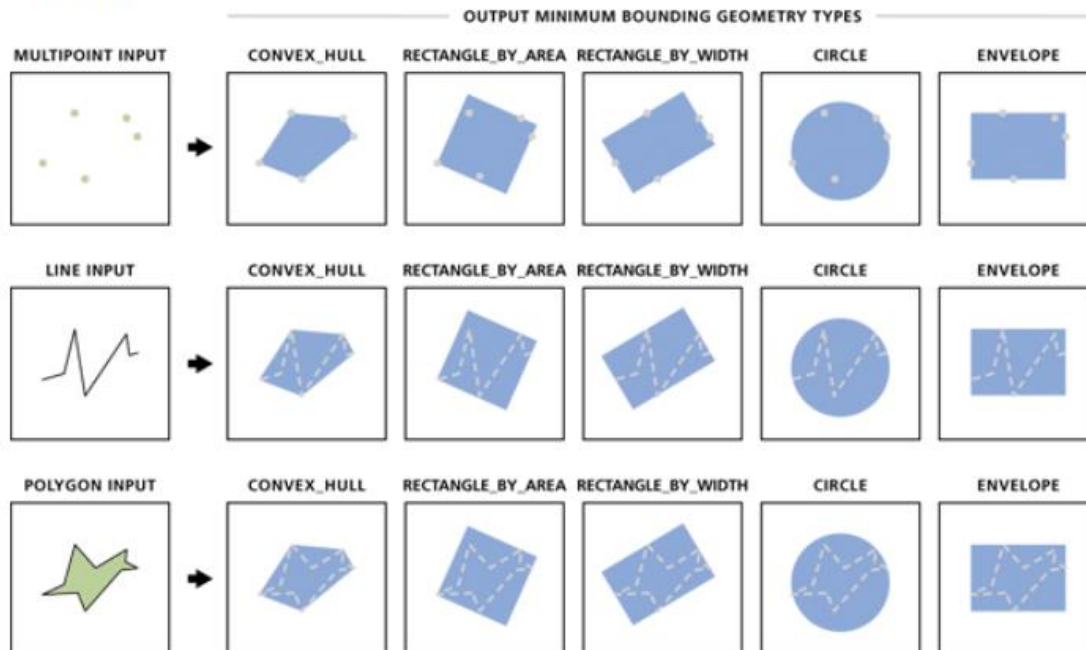 OUTPUT MINIMUM BOUNDING GEOMETRY TYPES
MULTIPOINT INPUT CONVEX_HULL RECTANGLE_BY_AREA RECTANGLE_BY_WIDTH CIRCLE ENVELOPE
LINE INPUT CONVEX_HULL RECTANGLE_BY_AREA RECTANGLE_BY_WIDTH CIRCLE ENVELOPE
POLYGON INPUT CONVEX_HULL RECTANGLE_BY_AREA RECTANGLE_BY_WIDTH CIRCLE ENVELOPE